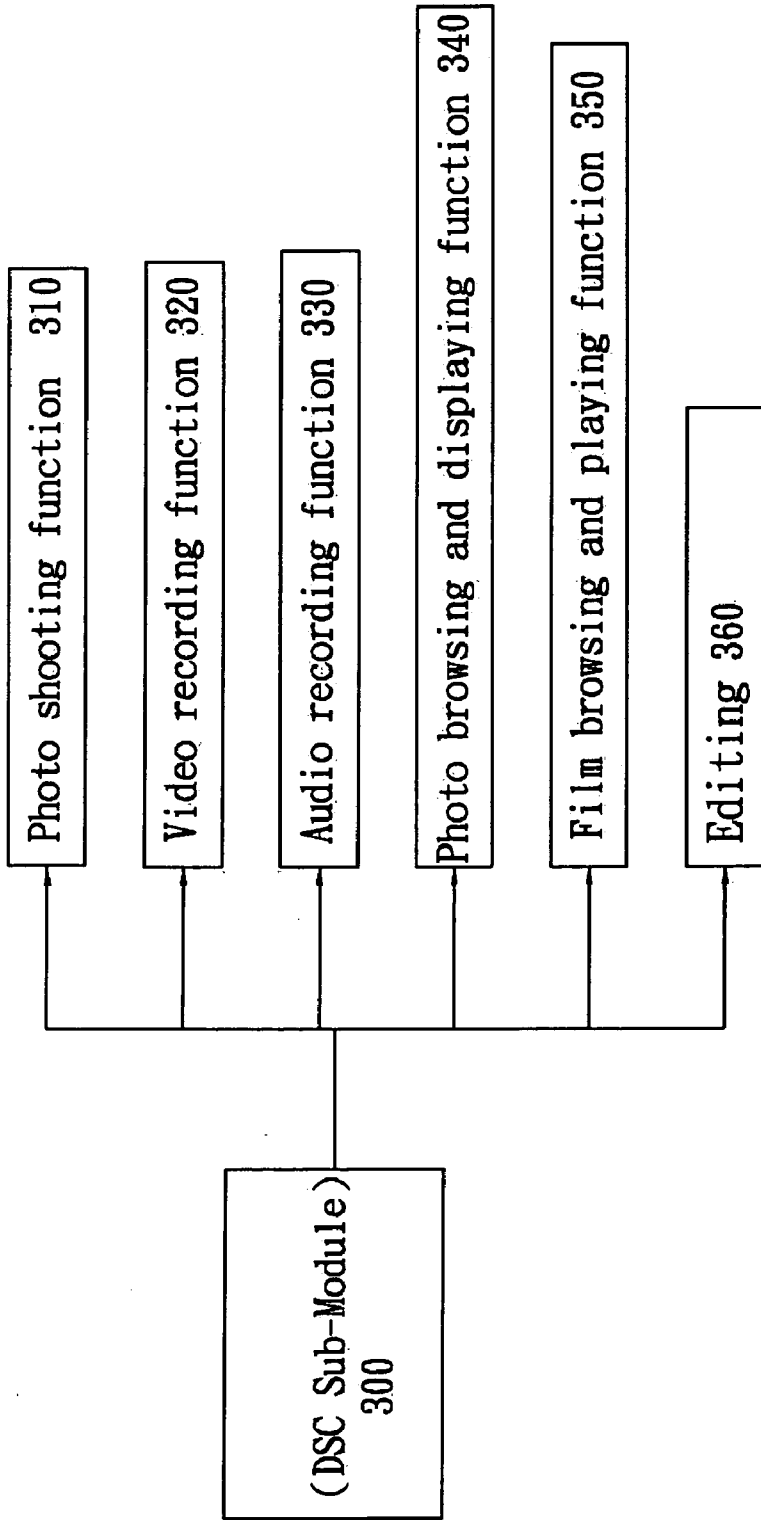 (DSC Sub-Module)
300
Photo shooting function 310
Video recording function 320
Audio recording function 330
Photo browsing and displaying function 340
Film browsing and playing function 350
Editing 360